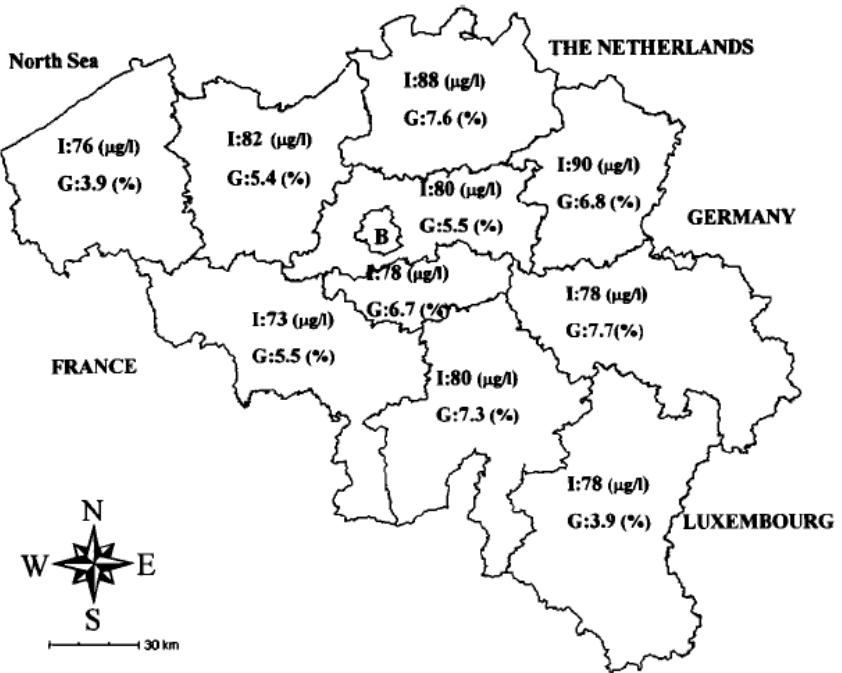 North Sea
THE NETHERLANDS
I:88 (µg/l)
G:7.6 (%)
I:76 (µg/l)
G:3.9 (%)
I:82 (µg/l)
G:5.4 (%)
I:90 (µg/l)
G:6.8 (%)
I:80 (µg/l)
G:5.5 (%)
B
GERMANY
I:78 (µg/l)
G:6.7 (%)
I:78 (µg/l)
G:7.7(%)
I:73 (µg/l)
G:5.5 (%)
FRANCE
I:80 (µg/l)
G:7.3 (%)
I:78 (µg/l)
G:3.9 (%)
LUXEMBOURG
N
W E
S
30 km